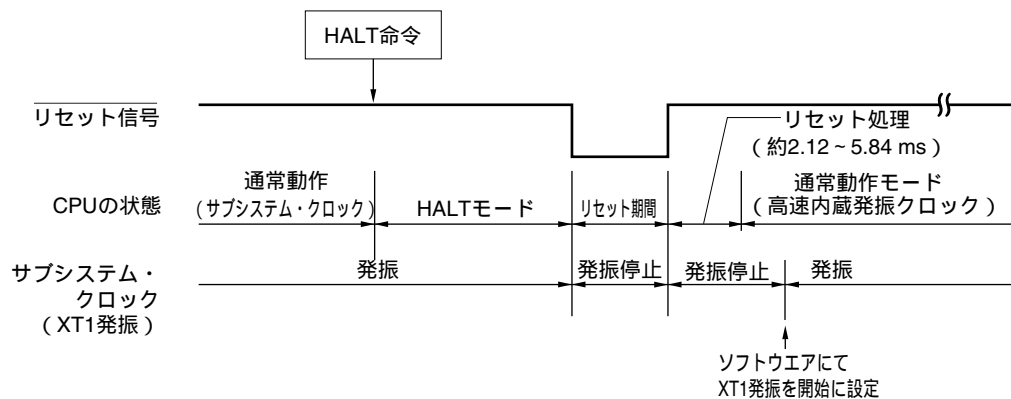 HALT命令
リセット信号
リセット処理
（約2.12～5.84 ms）
CPUの状態
通常動作
（サブシステム・クロック）
HALTモード
リセット期間
通常動作モード
（高速内蔵発振クロック）
サブシステム・
クロック
（XT1発振）
発振
発振停止
発振停止
発振
ソフトウエアにて
XT1発振を開始に設定